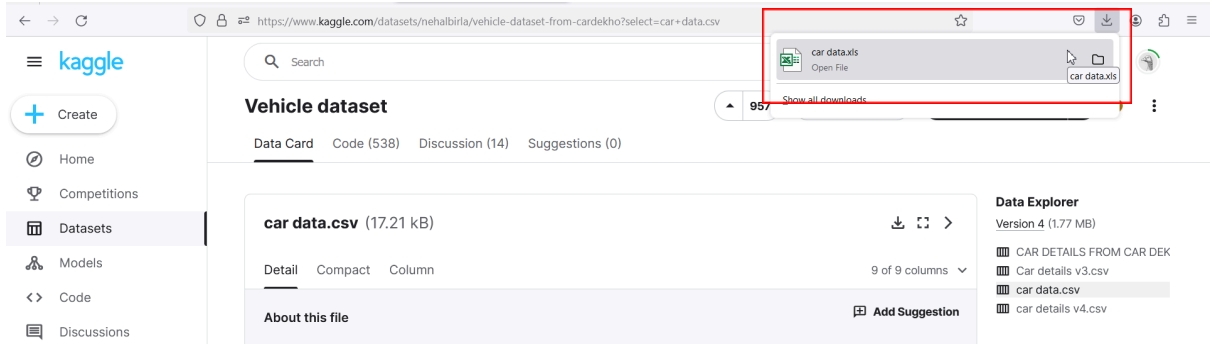 https://www.kaggle.com/datasets/nehalbirla/vehicle-dataset-from-cardekho?select=car+data.csv
car data.xls
Open File
car data.xls
Show all downloads
kaggle
Search
Create
Home
Competitions
Datasets
Models
Code
Discussions
Vehicle dataset
957
Data Card Code (538) Discussion (14) Suggestions (0)
car data.csv (17.21 kB)
Detail Compact Column
9 of 9 columns
About this file
Add Suggestion
Data Explorer
Version 4 (1.77 MB)
CAR DETAILS FROM CAR DEK
Car details v3.csv
car data.csv
car details v4.csv